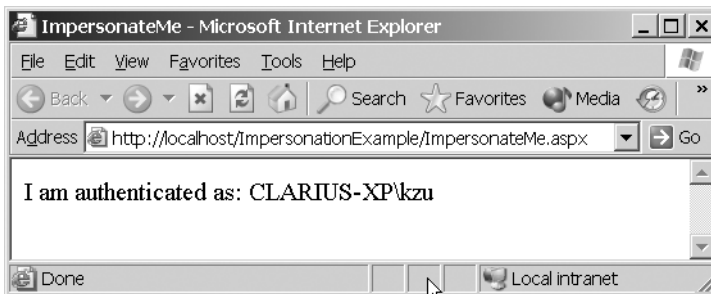 ImpersonateMe - Microsoft Internet Explorer
File Edit View Favorites Tools Help
Back Search Favorites Media »
Address http://localhost/ImpersonationExample/ImpersonateMe.aspx Go
I am authenticated as: CLARIUS-XP\kzu
Done Local intranet